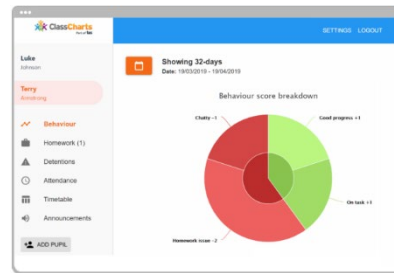 ClassCharts
SETTINGS LOGOUT
Luke
Johnson
Terry
Armstrong
Behaviour
Homework (1)
Detentions
Attendance
Timetable
Announcements
ADD PUPIL
Showing 32-days
Date: 19/03/2019 - 19/04/2019
Behaviour score breakdown
Chatty -1
Good progress +1
On task +1
Homework issue -2